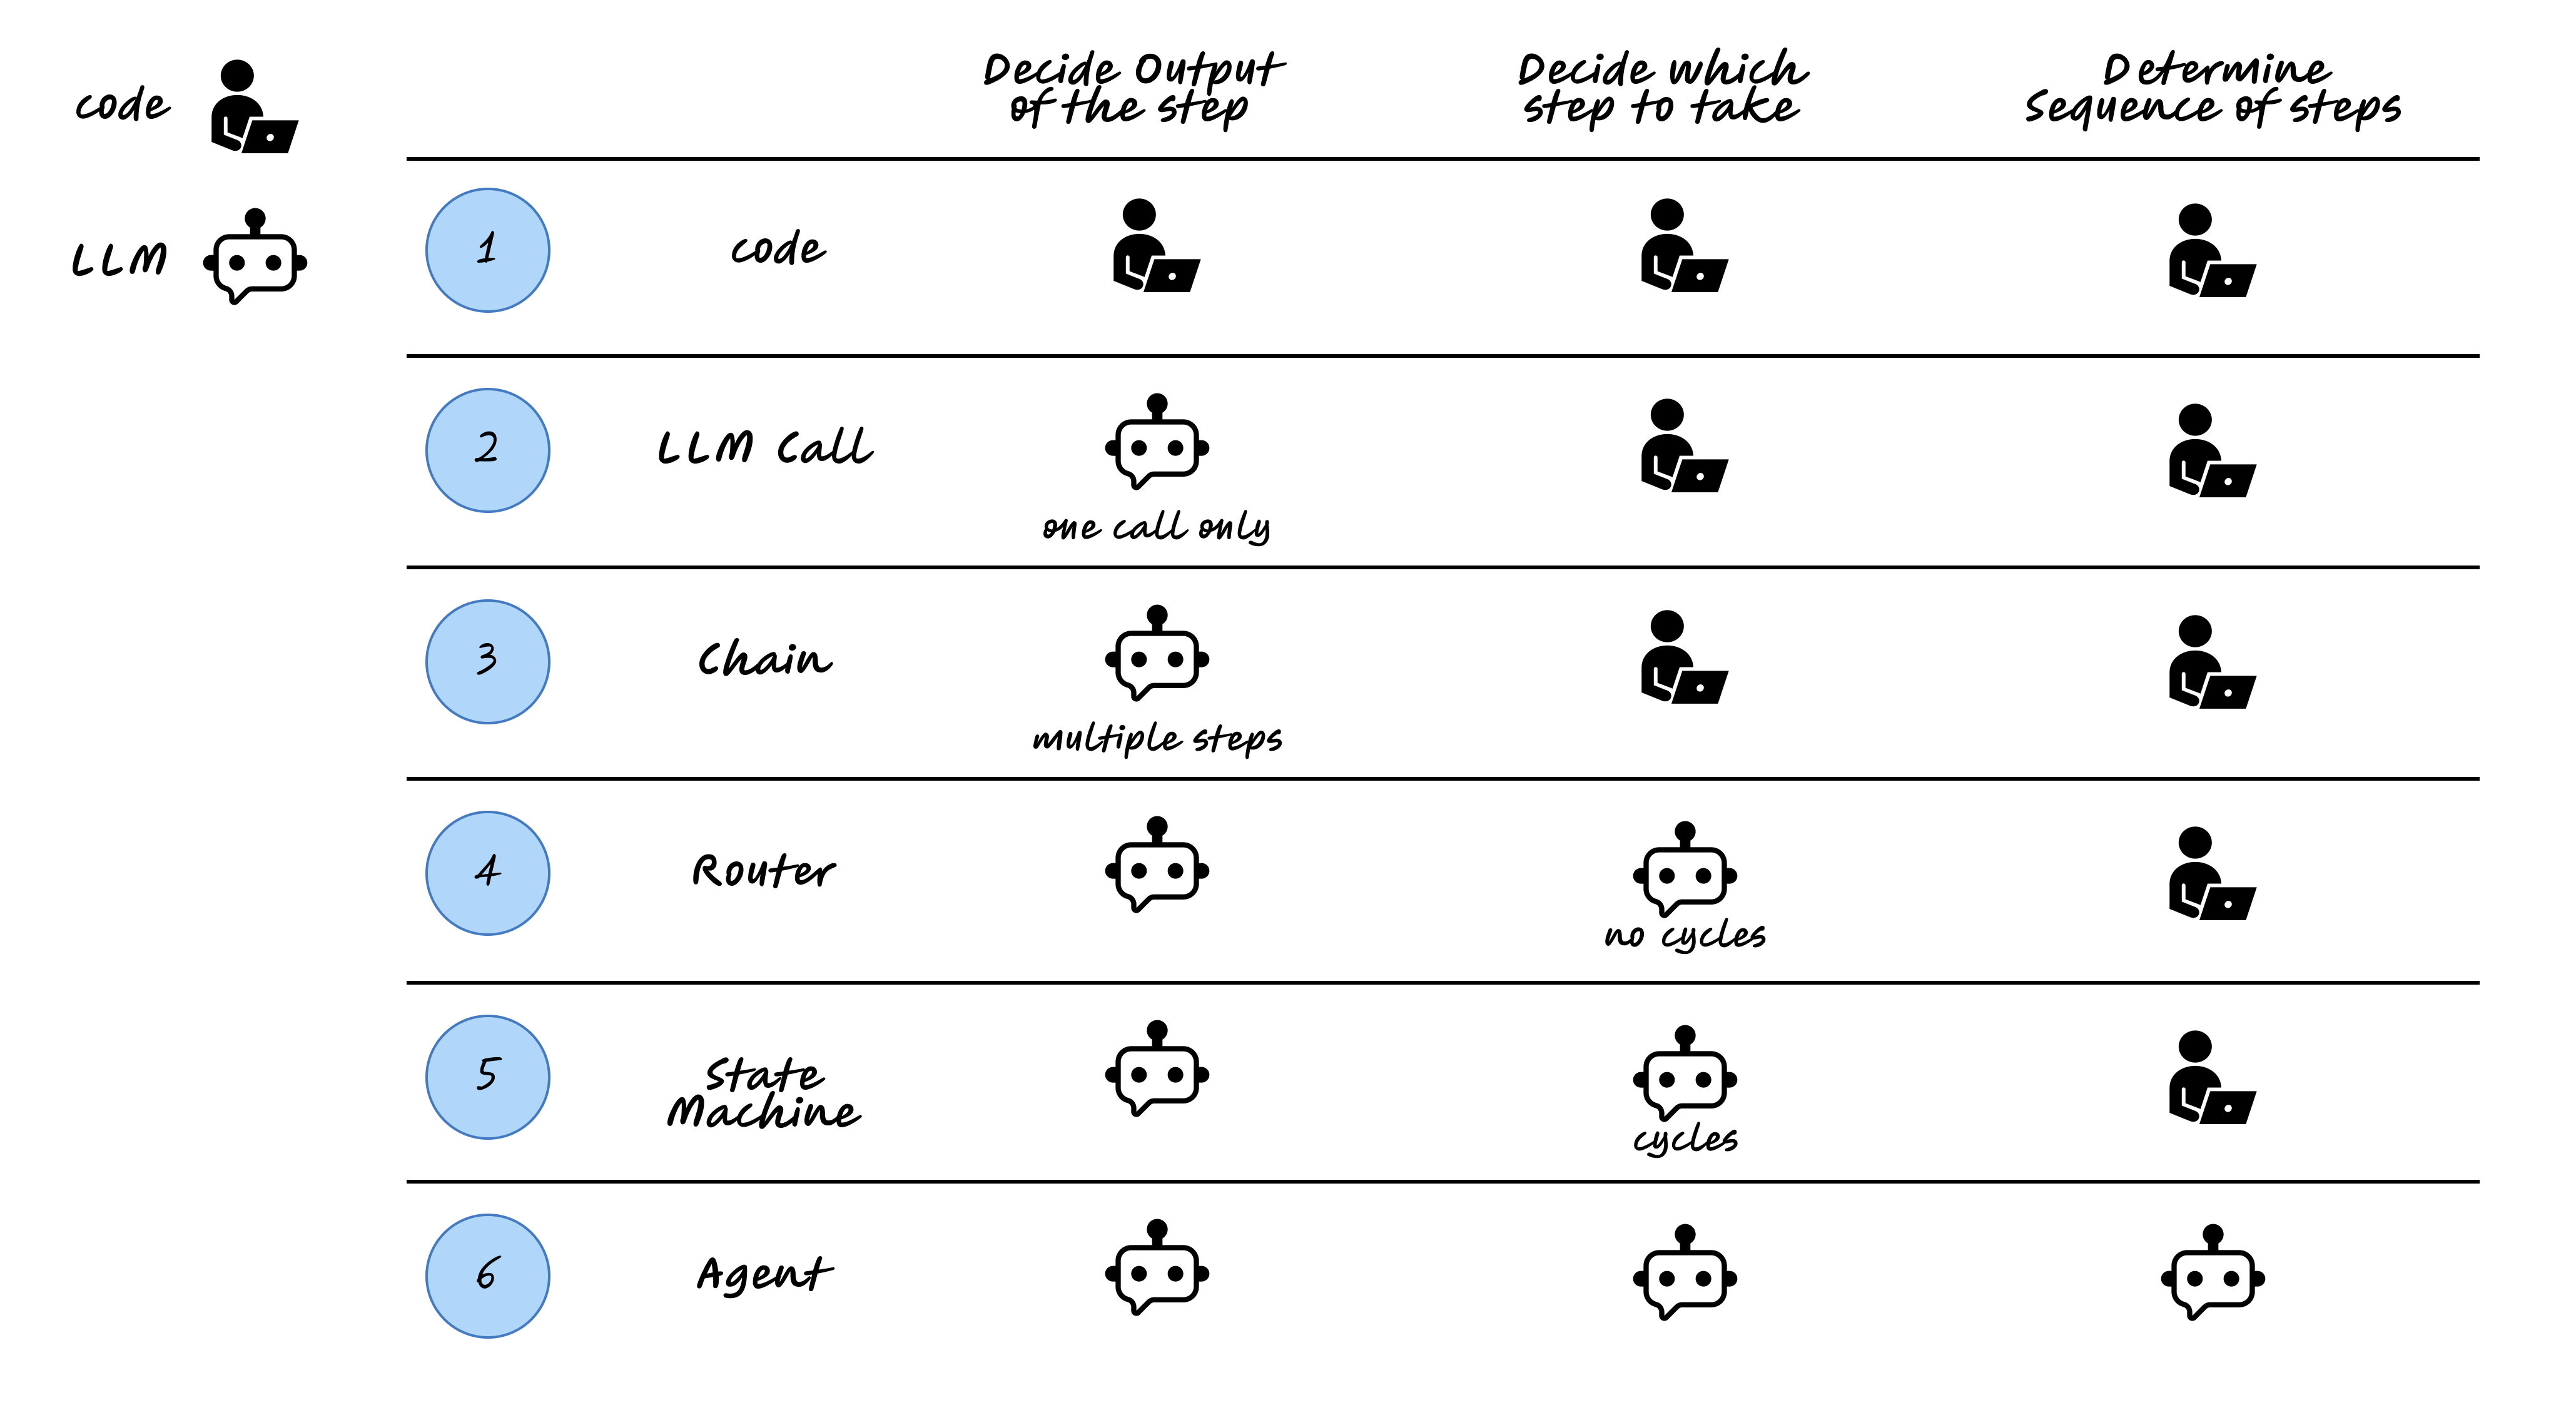 code
LLM
Decide Output
of the step
Decide which
step to take
Determine
Sequence of steps
1
code
2
LLM Call
one call only
3
Chain
multiple steps
4
Router
no cycles
5
State
Machine
cycles
6
Agent